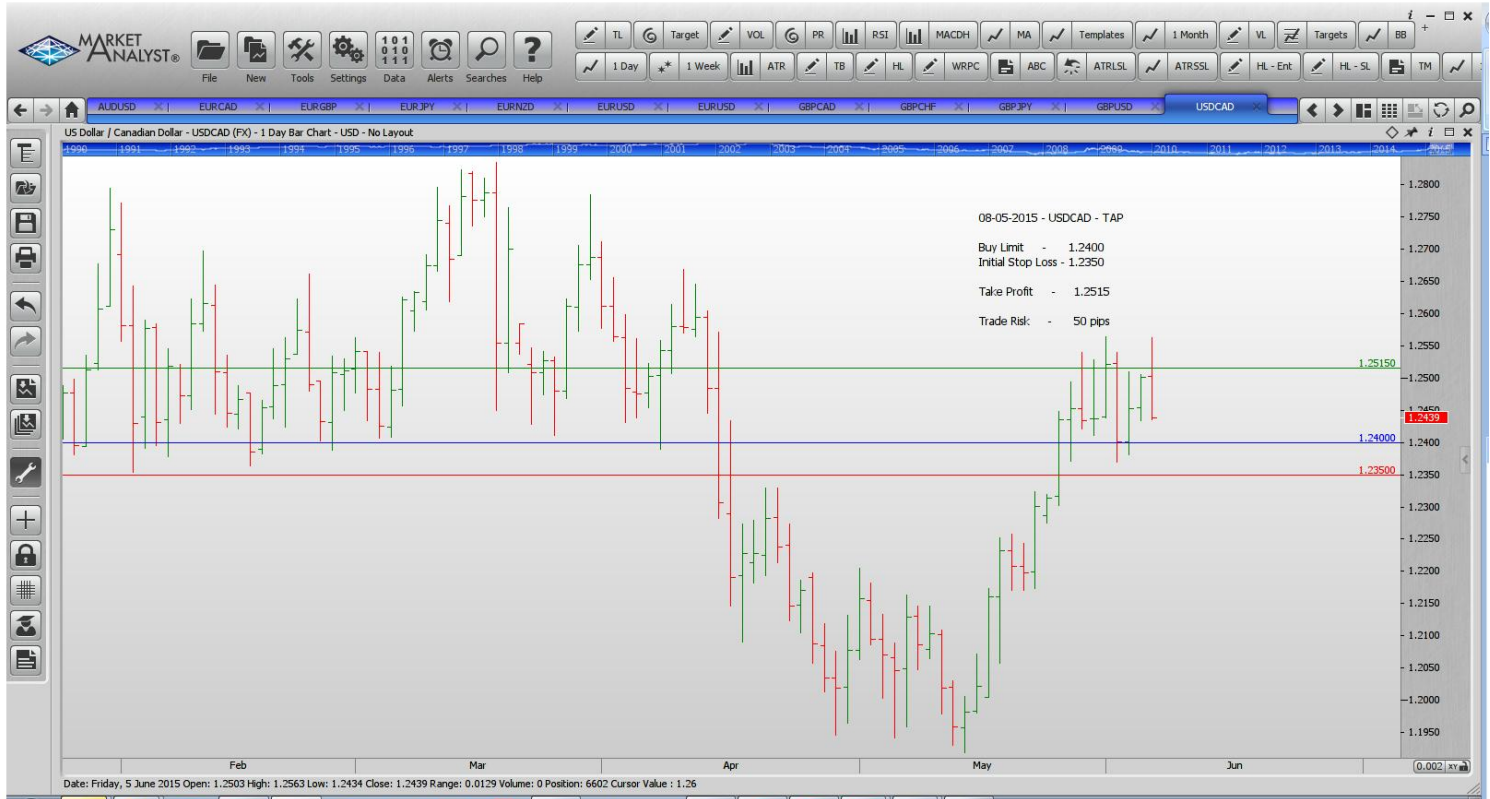 i
MARKET
ANALYST®
File New Tools Settings Data Alerts Searches Help
TL Target VOL PR RSI MACDH MA Templates 1 Month VL Targets BB
1 Day 1 Week ATR TB HL WRPC ABC ATRLSL ATRSSL HL - Ent HL - SL TM
AUDUSD EURCAD EURGBP EURJPY EURNZD EURUSD EURUSD GBPCAD GBPCHF GBPJPY GBPUSD USDCAD
US Dollar / Canadian Dollar - USDCAD (FX) - 1 Day Bar Chart - USD - No Layout
1990 1991 1992 1993 1994 1995 1996 1997 1998 1999 2000 2001 2002 2003 2004 2005 2006 2007 2008 2009 2010 2011 2012 2013 2014
1.2800
08-05-2015 - USDCAD - TAP
1.2750
Buy Limit - 1.2400
1.2700
Initial Stop Loss - 1.2350
1.2650
Take Profit - 1.2515
1.2600
Trade Risk - 50 pips
1.2550
1.25150
1.2500
1.2450
1.2439
1.24000
1.2400
1.23500
1.2350
1.2300
1.2250
1.2200
1.2150
1.2100
1.2050
1.2000
1.1950
Feb Mar Apr May Jun
0.002 XY
Date: Friday, 5 June 2015 Open: 1.2503 High: 1.2563 Low: 1.2434 Close: 1.2439 Range: 0.0129 Volume: 0 Position: 6602 Cursor Value : 1.26